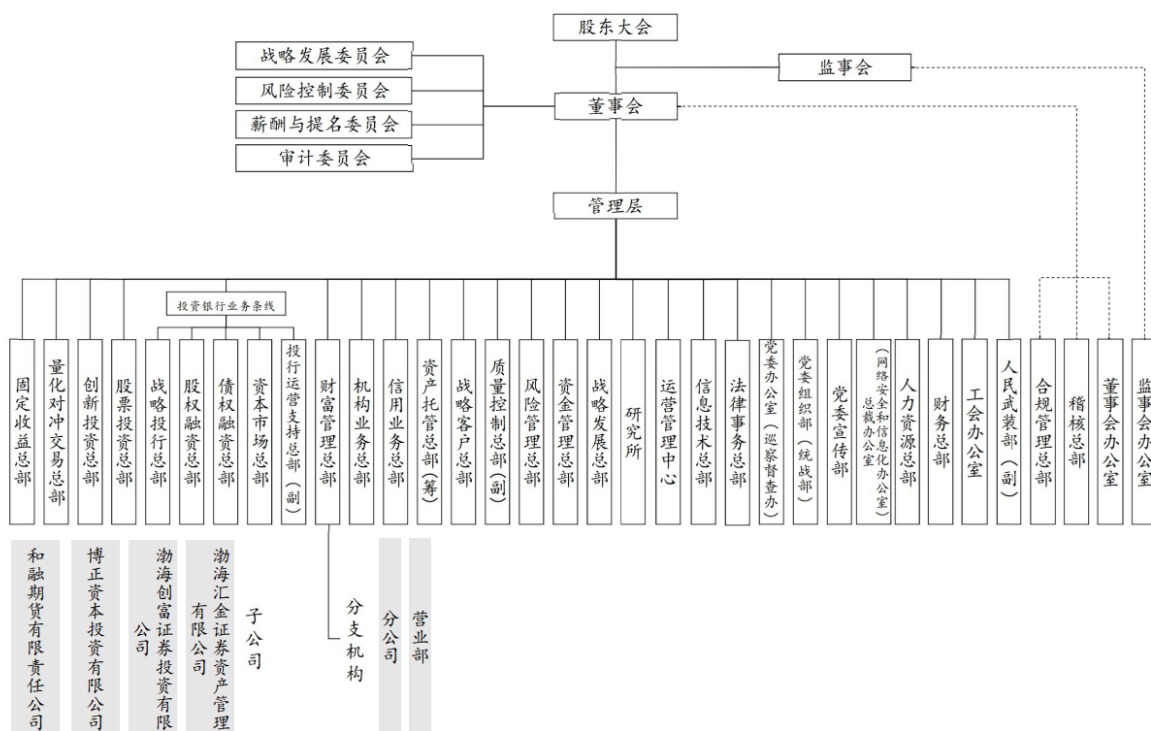 股东大会
战略发展委员会
监事会
风险控制委员会
董事会
薪酬与提名委员会
审计委员会
管理层
投资银行业务条线
固定收益总部
量化对冲交易总部
创新投资总部
股票投资总部
战略投行总部
股权融资总部
债权融资总部
资本市场总部
投行运营支持总部（副）
财富管理总部
机构业务总部
信用业务总部
资产托管总部（筹）
战略客户总部
质量控制总部（副）
风险管理总部
资金管理总部
战略发展总部
研究所
运营管理中心
信息技术总部
法律事务总部
党委办公室（巡察督查办）
党委组织部（统战部）
党委宣传部
总裁办公室
（网络安全和信息化办公室）
人力资源总部
财务总部
工会办公室
人民武装部（副）
合规管理总部
稽核总部
董事会办公室
监事会办公室
和融期货有限责任公司
博正资本投资有限公司
渤海创富证券投资有限
公司
渤海汇金证券资产管理
有限公司
子公司
分支机构
分公司
营业部